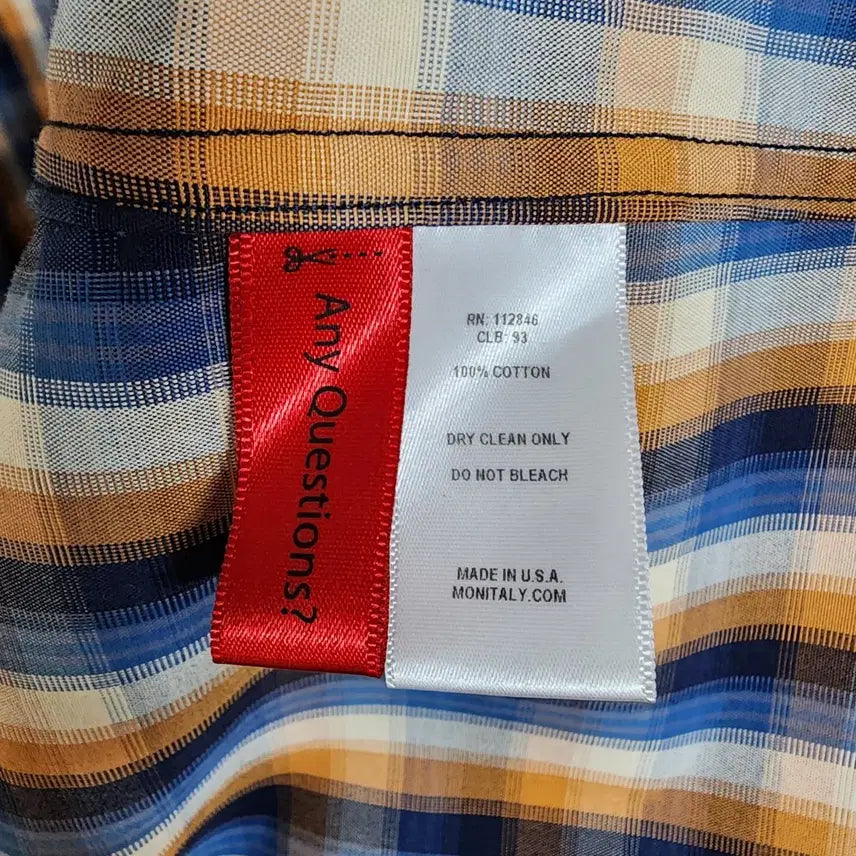 Any Questions?
RN: 112846
CLB: 93
100% COTTON
DRY CLEAN ONLY
DO NOT BLEACH
MADE IN U.S.A.
MONITALY.COM